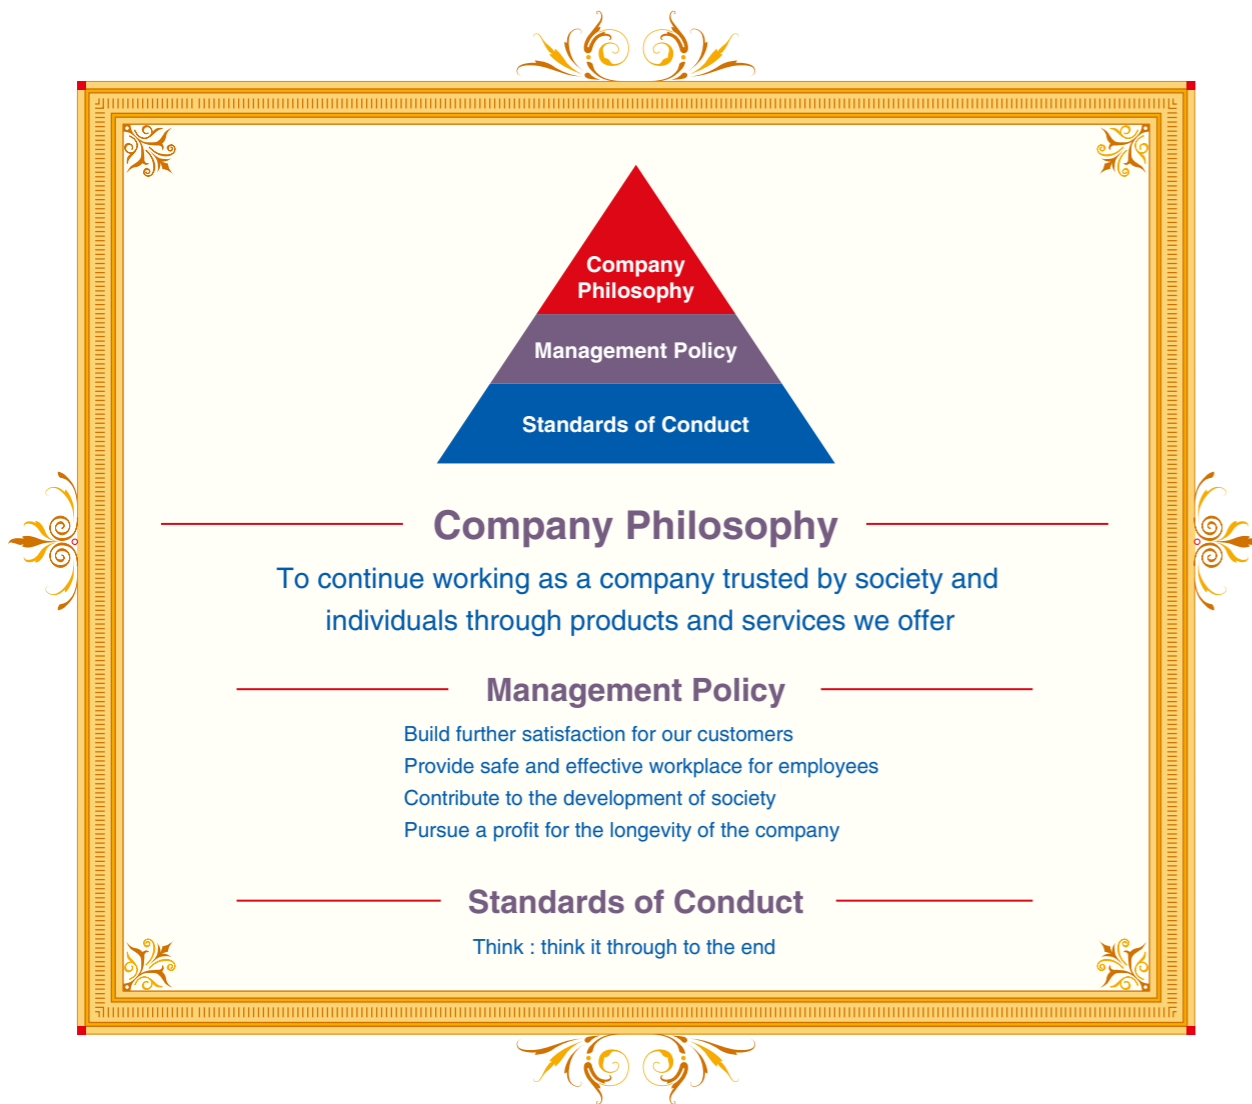 Company
Philosophy
Management Policy
Standards of Conduct
Company Philosophy
To continue working as a company trusted by society and
individuals through products and services we offer
Management Policy
Build further satisfaction for our customers
Provide safe and effective workplace for employees
Contribute to the development of society
Pursue a profit for the longevity of the company
Standards of Conduct
Think : think it through to the end